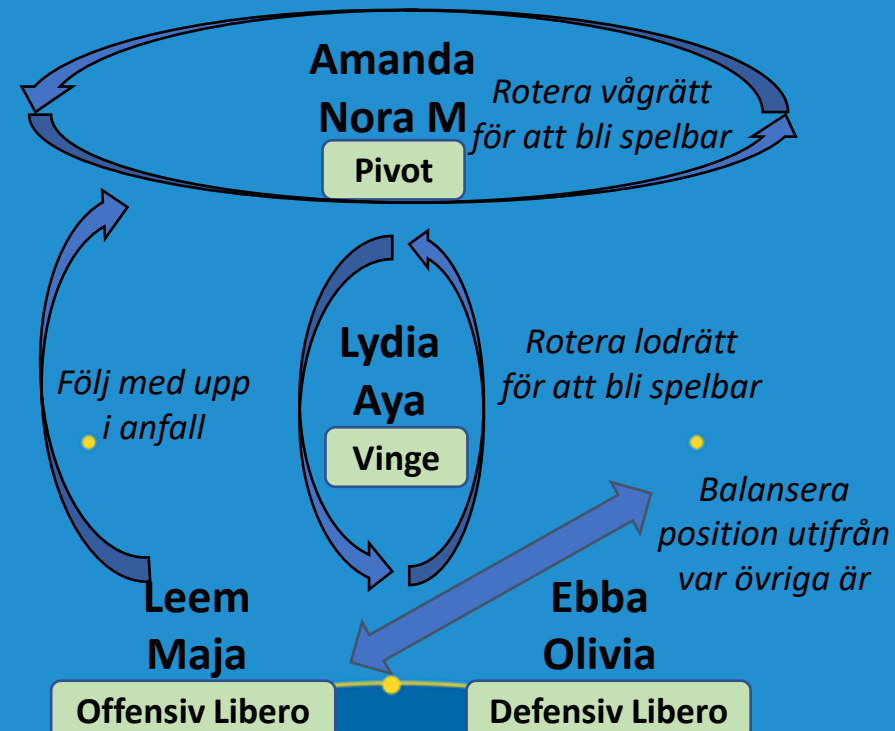 Amanda
Nora M
Pivot
Rotera vågrätt
för att bli spelbar
Lydia
Aya
Vinge
Rotera lodrätt
för att bli spelbar
Följ med upp
i anfall
Balansera
position utifrån
var övriga är
Leem
Maja
Offensiv Libero
Ebba
Olivia
Defensiv Libero